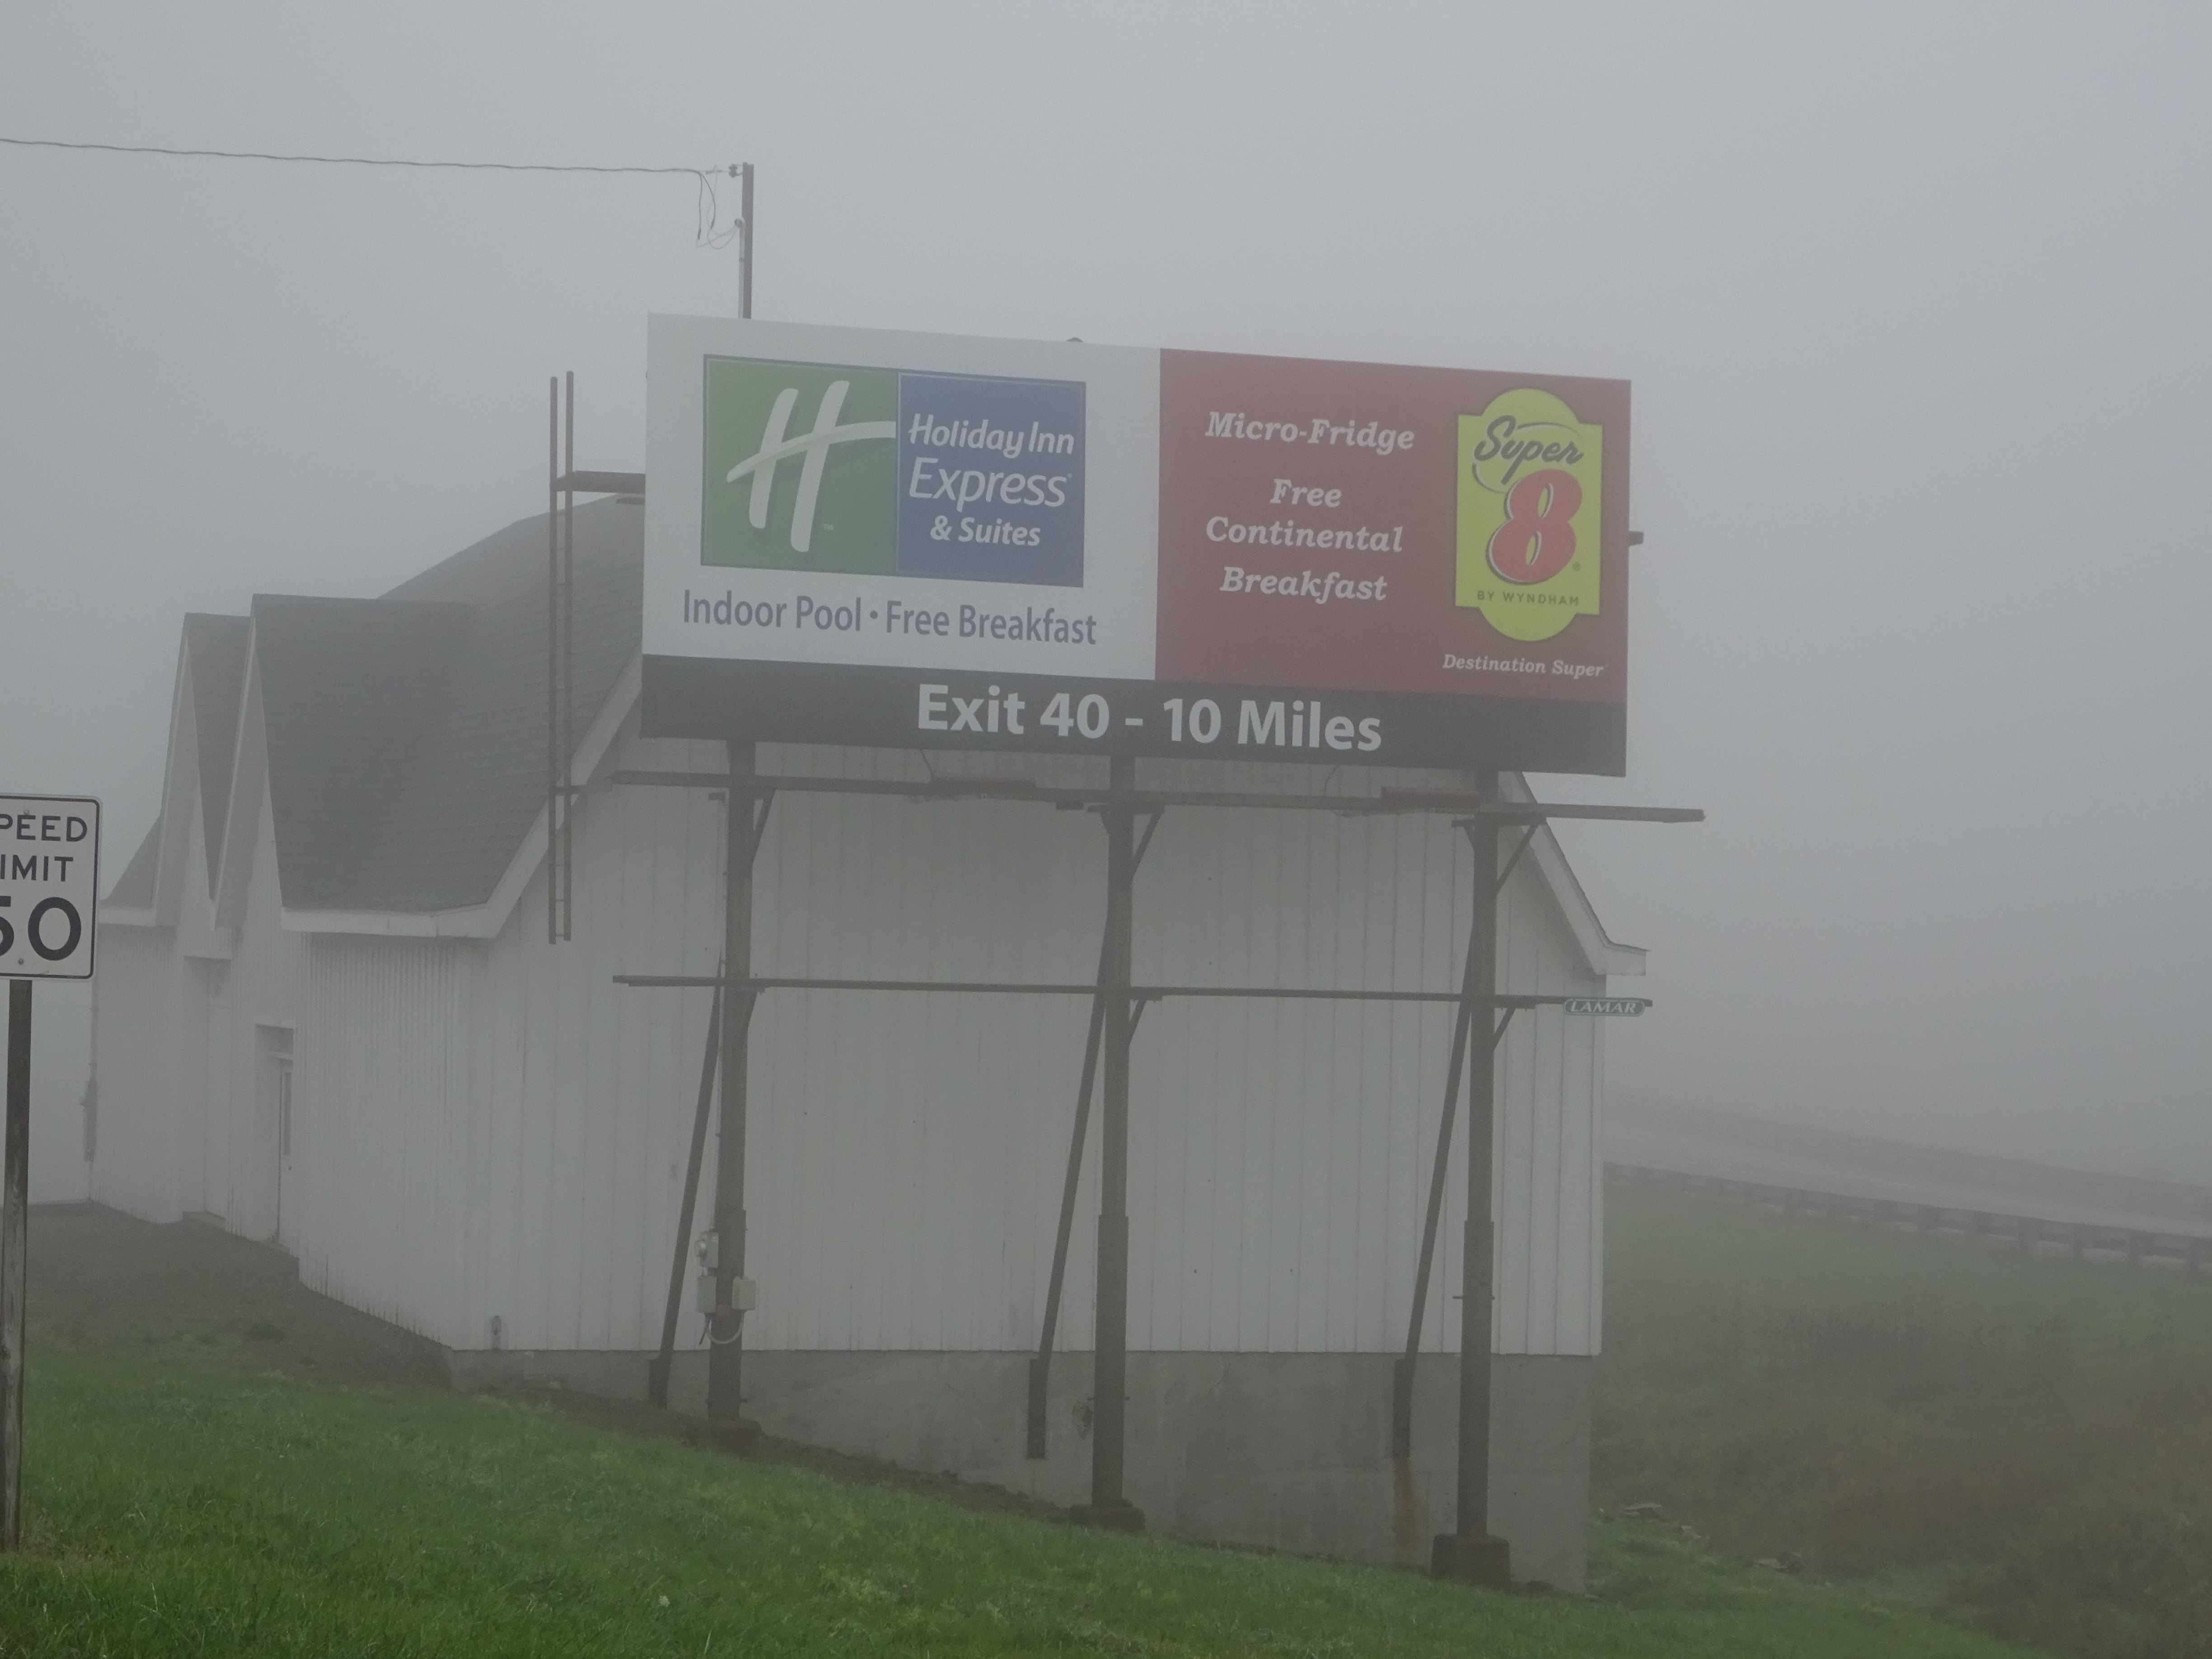 Holiday Inn
Express
& Suites
Indoor Pool • Free Breakfast
Micro-Fridge
Free
Continental
Breakfast
Super
8
BY WYNDHAM
Destination Super
Exit 40 - 10 Miles
PEED
IMIT
50
LAMAR